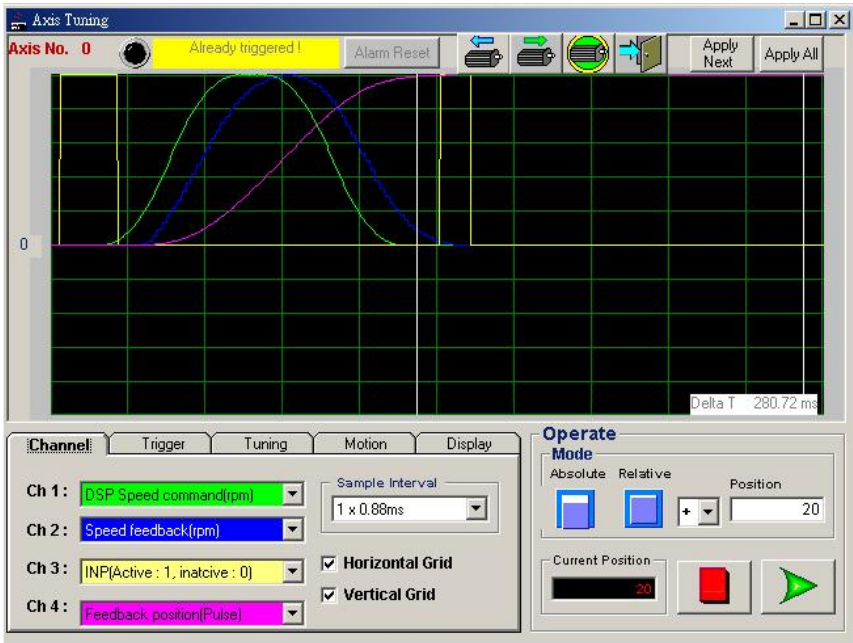 Axis Tuning
Axis No. 0
Already triggered !
Alarm Reset
Apply Next
Apply All
0
Delta T 280.72 ms
Channel
Trigger
Tuning
Motion
Display
Ch 1 : DSP Speed command(rpm)
Ch 2 : Speed feedback(rpm)
Ch 3 : INP(Active : 1, inatcive : 0)
Ch 4 : Feedback position(Pulse)
Sample Interval
1 x 0.88ms
Horizontal Grid
Vertical Grid
Operate
Mode
Absolute Relative
Position
+
20
Current Position
20